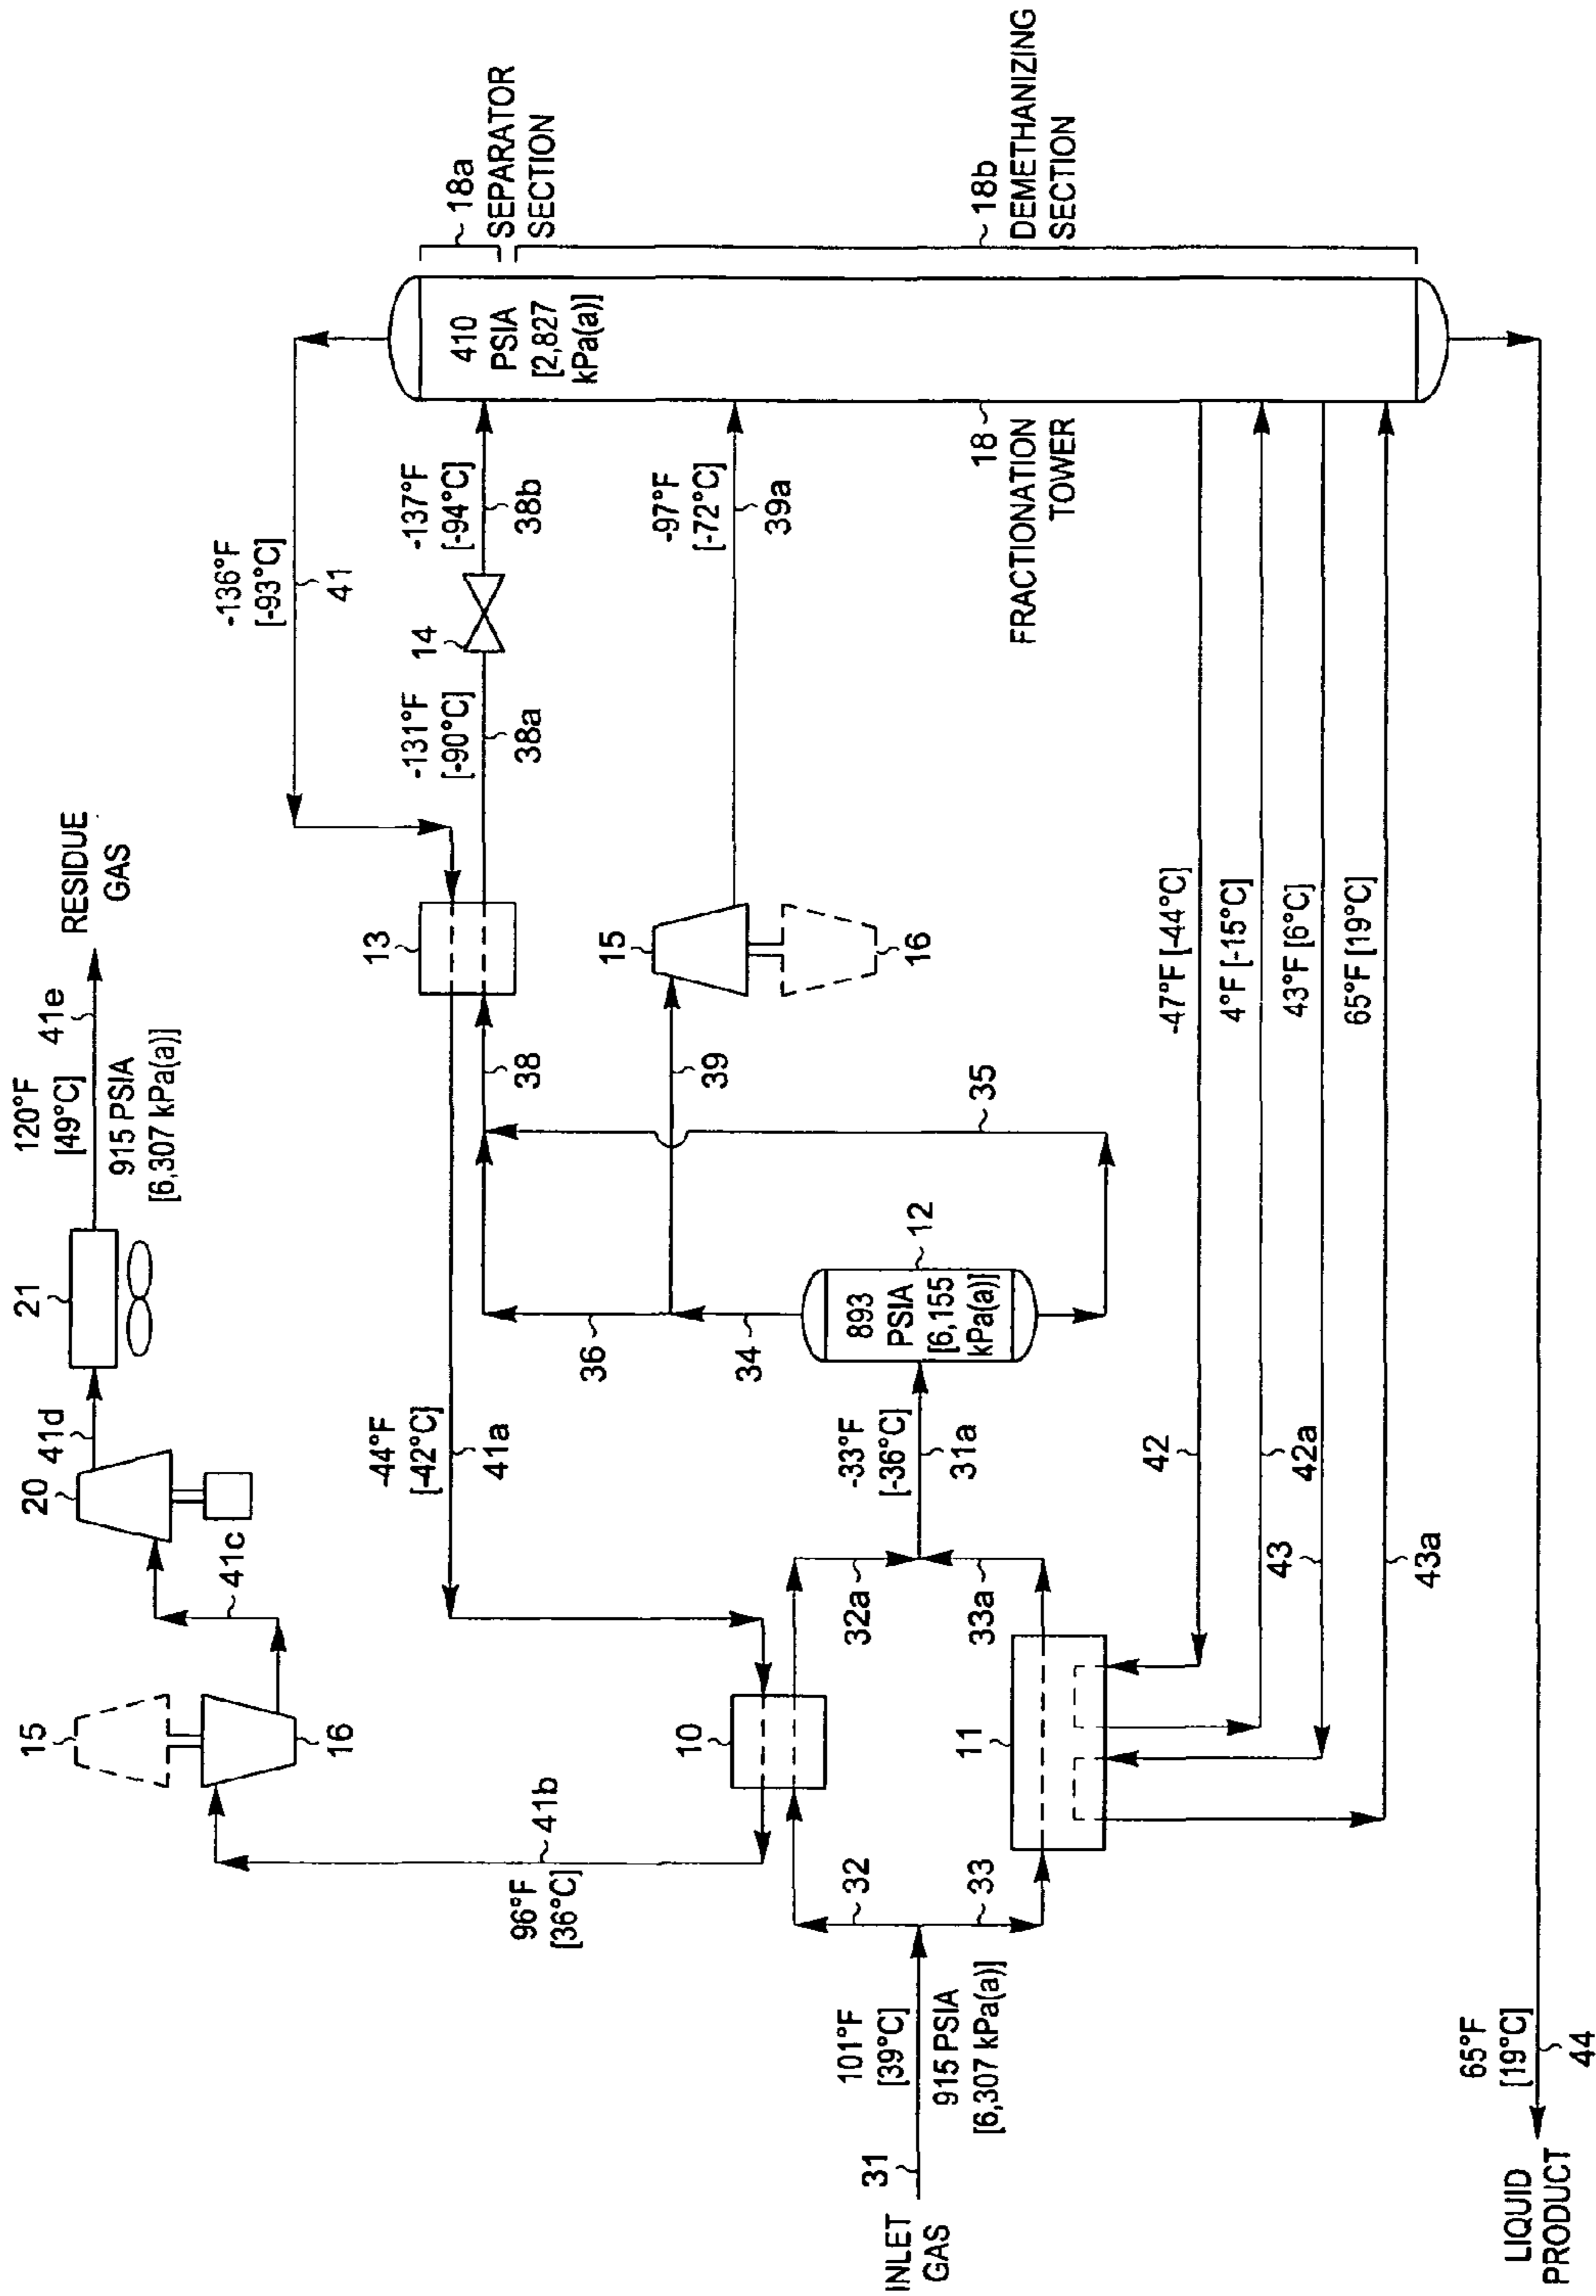 RESIDUE
GAS
120°F
[49°C]
915 PSIA
[6,307 kPa(a)]
41e
21
41d
20
41c
15
16
41b
96°F
[36°C]
-136°F
[-93°C]
41
13
-131°F
[-90°C]
38a
14
-137°F
[-94°C]
38b
-44°F
[-42°C]
41a
38
39
36
34
35
15
16
-97°F
[-72°C]
39a
18a
SEPARATOR
SECTION
410
PSIA
[2,827
kPa(a)]
18b
DEMETHANIZING
SECTION
18
FRACTIONATION
TOWER
12
893
PSIA
[6,155
kPa(a)]
-33°F
[-36°C]
31a
10
32
32a
33
33a
11
INLET
GAS
31
101°F
[39°C]
915 PSIA
[6,307 kPa(a)]
-47°F [-44°C]
42
4°F [-15°C]
42a
43°F [6°C]
43
65°F [19°C]
43a
65°F
[19°C]
44
LIQUID
PRODUCT